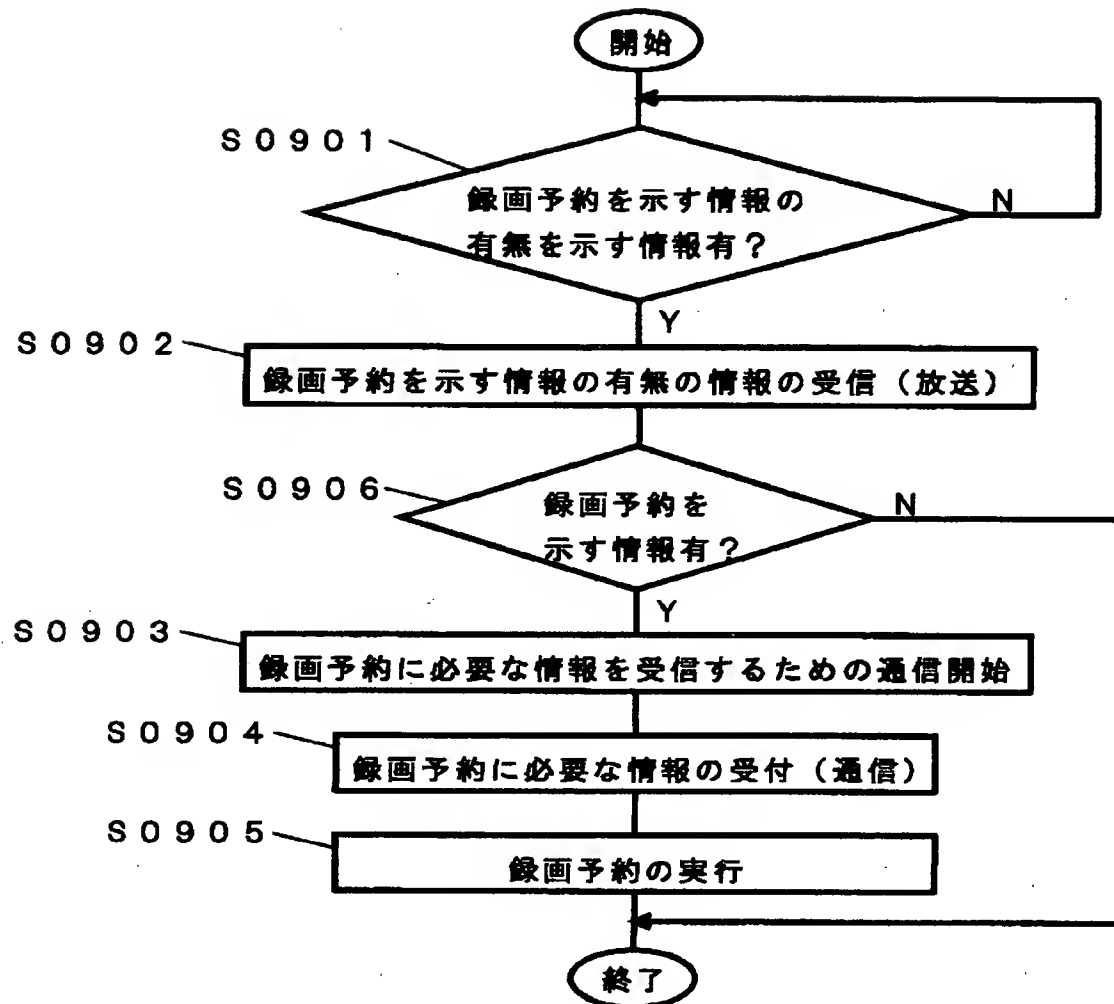 開始
S0901
録画予約を示す情報の
有無を示す情報有?
N
Y
S0902
録画予約を示す情報の有無の情報の受信(放送)
S0906
録画予約を
示す情報有?
N
Y
S0903
録画予約に必要な情報を受信するための通信開始
S0904
録画予約に必要な情報の受付(通信)
S0905
録画予約の実行
終了